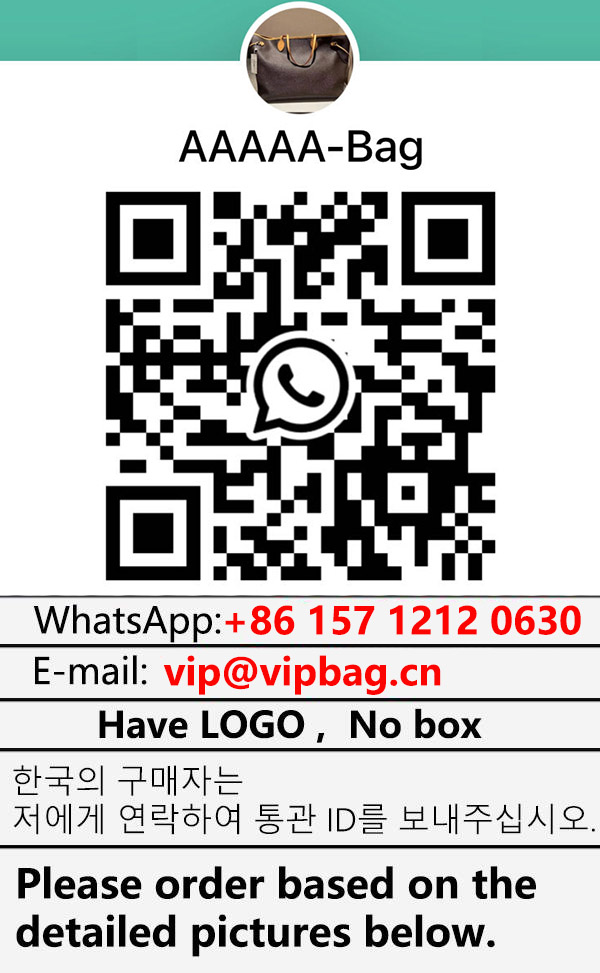 AAAAA-Bag
WhatsApp:+86 157 1212 0630
E-mail: vip@vipbag.cn
Have LOGO , No box
한국의 구매자는
저에게 연락하여 통관 ID를 보내주십시오.
Please order based on the
detailed pictures below.